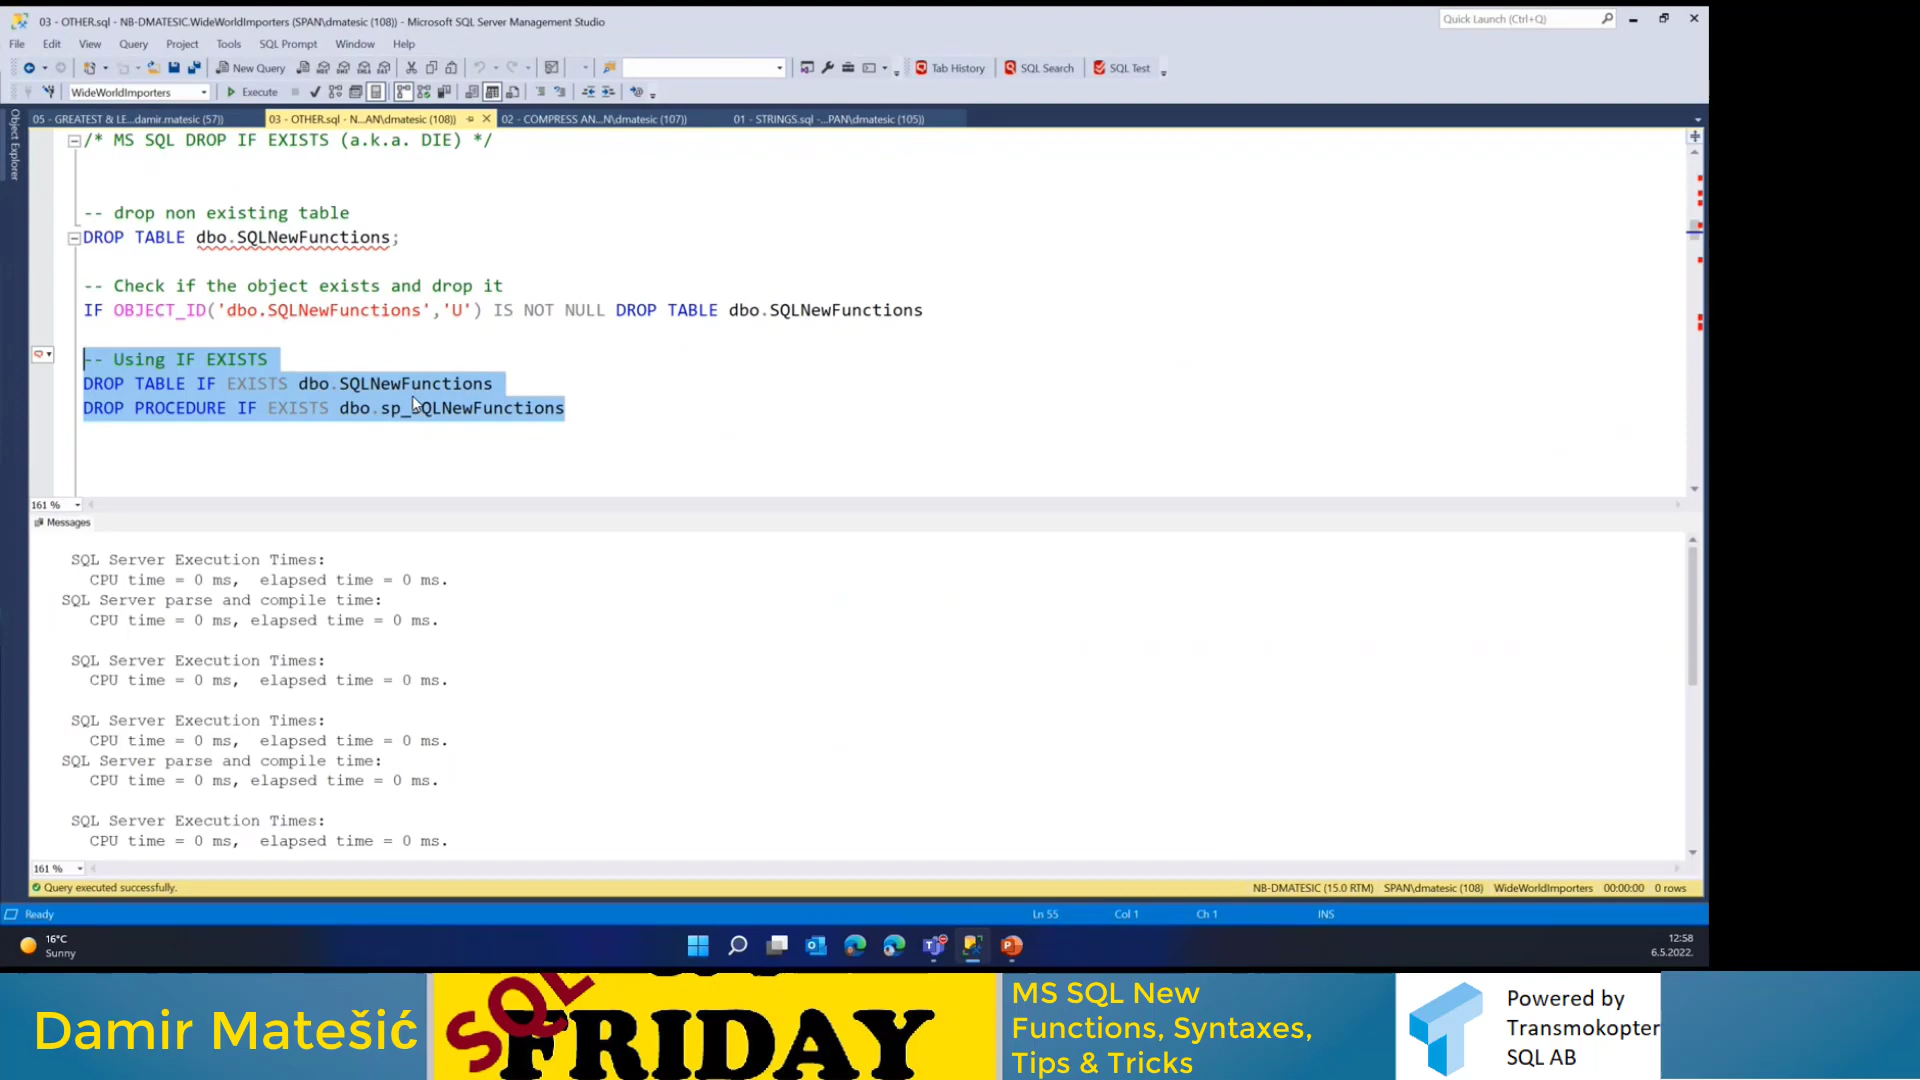 03 - OTHER.sql - NB-DMATESIC.WideWorldImporters (SPAN\dmatesic (108)) - Microsoft SQL Server Management Studio
Quick Launch (Ctrl+Q)
File Edit View Query Project Tools SQL Prompt Window Help
New Query
Tab History SQL Search SQL Test
WideWorldImporters Execute
Object Explorer
05 - GREATEST & LE...damir.matesic (57)) 03 - OTHER.sql - N...AN\dmatesic (108)) 02 - COMPRESS AN...N\dmatesic (107)) 01 - STRINGS.sql -...PAN\dmatesic (105))
/* MS SQL DROP IF EXISTS (a.k.a. DIE) */
-- drop non existing table
DROP TABLE dbo.SQLNewFunctions;
-- Check if the object exists and drop it
IF OBJECT_ID('dbo.SQLNewFunctions','U') IS NOT NULL DROP TABLE dbo.SQLNewFunctions
-- Using IF EXISTS
DROP TABLE IF EXISTS dbo.SQLNewFunctions
DROP PROCEDURE IF EXISTS dbo.sp_SQLNewFunctions
161 %
Messages
SQL Server Execution Times:
CPU time = 0 ms, elapsed time = 0 ms.
SQL Server parse and compile time:
CPU time = 0 ms, elapsed time = 0 ms.
SQL Server Execution Times:
CPU time = 0 ms, elapsed time = 0 ms.
SQL Server Execution Times:
CPU time = 0 ms, elapsed time = 0 ms.
SQL Server parse and compile time:
CPU time = 0 ms, elapsed time = 0 ms.
SQL Server Execution Times:
CPU time = 0 ms, elapsed time = 0 ms.
161 %
Query executed successfully. NB-DMATESIC (15.0 RTM) SPAN\dmatesic (108) WideWorldImporters 00:00:00 0 rows
Ready Ln 55 Col 1 Ch 1 INS
16°C
Sunny
12:58
6.5.2022.
Damir Matešić
SQL
FRIDAY
MS SQL New
Functions, Syntaxes,
Tips & Tricks
Powered by
Transmokopter
SQL AB